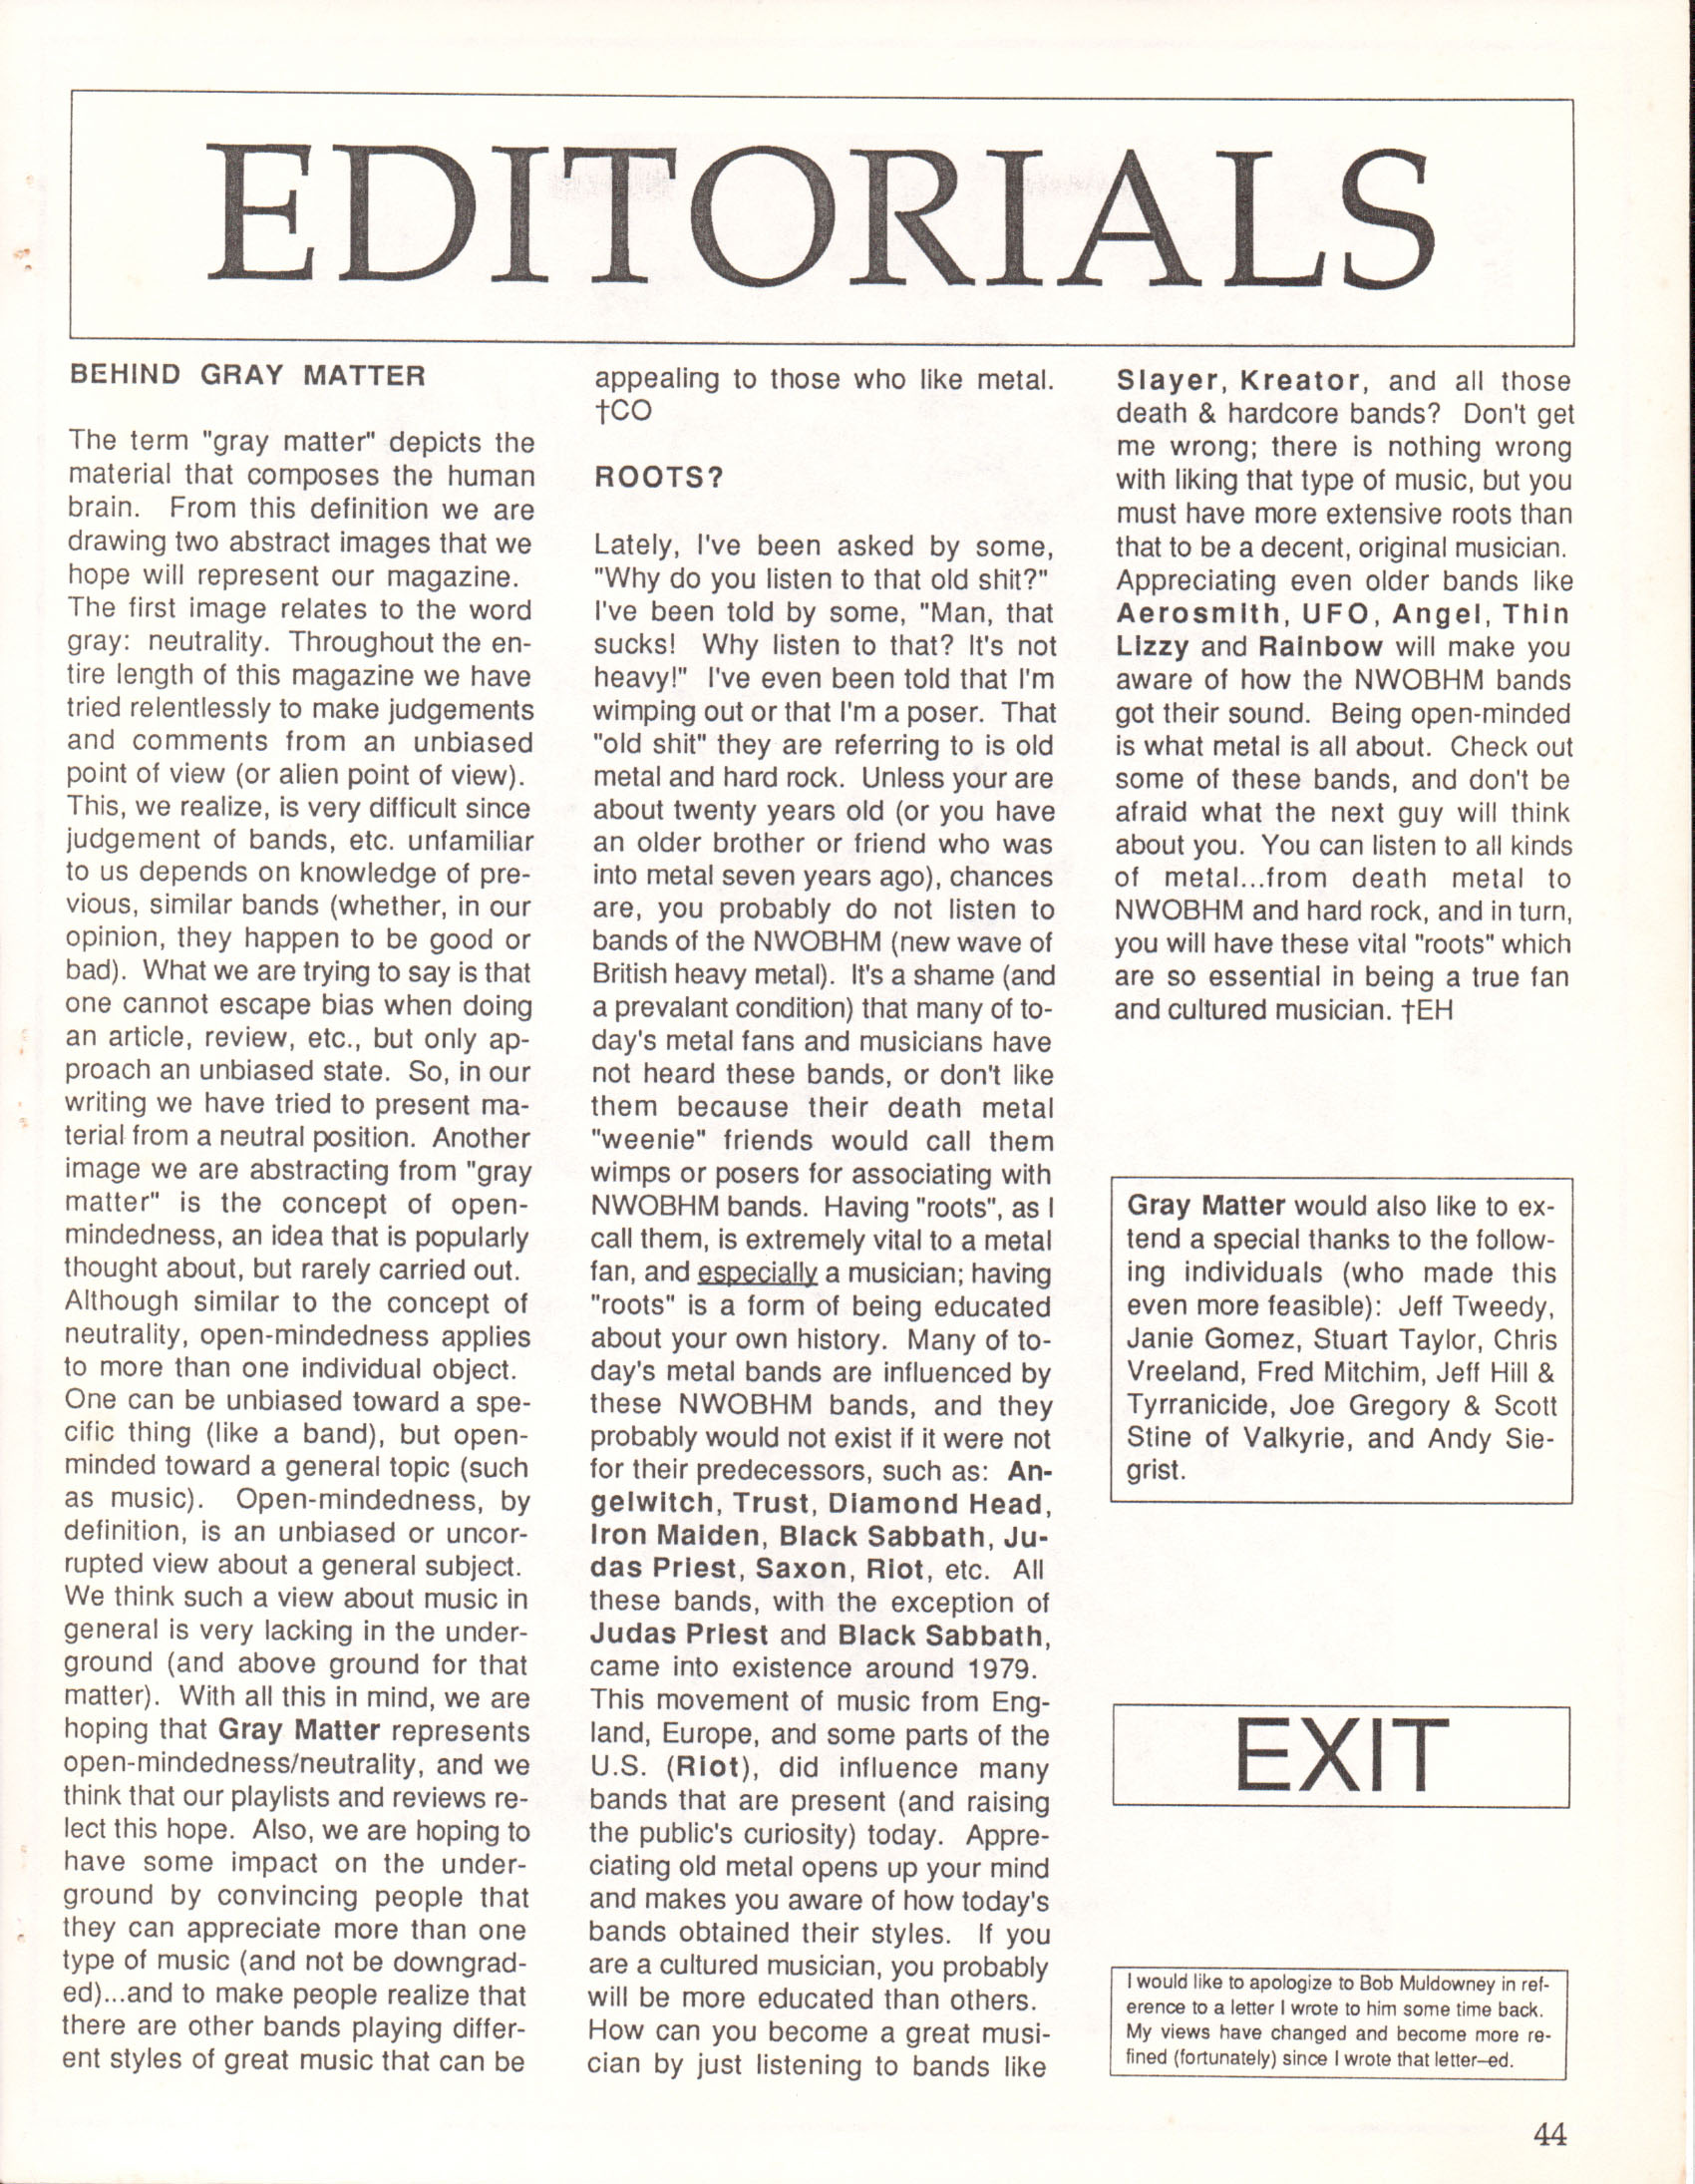 EDITORIALS
BEHIND GRAY MATTER
The term "gray matter" depicts the
material that composes the human
brain. From this definition we are
drawing two abstract images that we
hope will represent our magazine.
The first image relates to the word
gray: neutrality. Throughout the en-
tire length of this magazine we have
tried relentlessly to make judgements
and comments from an unbiased
point of view (or alien point of view).
This, we realize, is very difficult since
judgement of bands, etc. unfamiliar
to us depends on knowledge of pre-
vious, similar bands (whether, in our
opinion, they happen to be good or
bad). What we are trying to say is that
one cannot escape bias when doing
an article, review, etc., but only ap-
proach an unbiased state. So, in our
writing we have tried to present ma-
terial from a neutral position. Another
image we are abstracting from "gray
matter" is the concept of open-
mindedness, an idea that is popularly
thought about, but rarely carried out.
Although similar to the concept of
neutrality, open-mindedness applies
to more than one individual object.
One can be unbiased toward a spe-
cific thing (like a band), but open-
minded toward a general topic (such
as music). Open-mindedness, by
definition, is an unbiased or uncor-
rupted view about a general subject.
We think such a view about music in
general is very lacking in the under-
ground (and above ground for that
matter). With all this in mind, we are
hoping that Gray Matter represents
open-mindedness/neutrality, and we
think that our playlists and reviews re-
lect this hope. Also, we are hoping to
have some impact on the under-
ground by convincing people that
they can appreciate more than one
type of music (and not be downgrad-
ed)...and to make people realize that
there are other bands playing differ-
ent styles of great music that can be
appealing to those who like metal.
†CO
ROOTS?
Lately, I've been asked by some,
"Why do you listen to that old shit?"
I've been told by some, "Man, that
sucks! Why listen to that? It's not
heavy!" I've even been told that I'm
wimping out or that I'm a poser. That
"old shit" they are referring to is old
metal and hard rock. Unless your are
about twenty years old (or you have
an older brother or friend who was
into metal seven years ago), chances
are, you probably do not listen to
bands of the NWOBHM (new wave of
British heavy metal). It's a shame (and
a prevalant condition) that many of to-
day's metal fans and musicians have
not heard these bands, or don't like
them because their death metal
"weenie" friends would call them
wimps or posers for associating with
NWOBHM bands. Having "roots", as I
call them, is extremely vital to a metal
fan, and especially a musician; having
"roots" is a form of being educated
about your own history. Many of to-
day's metal bands are influenced by
these NWOBHM bands, and they
probably would not exist if it were not
for their predecessors, such as: An-
gelwitch, Trust, Diamond Head,
Iron Maiden, Black Sabbath, Ju-
das Priest, Saxon, Riot, etc. All
these bands, with the exception of
Judas Priest and Black Sabbath,
came into existence around 1979.
This movement of music from Eng-
land, Europe, and some parts of the
U.S. (Riot), did influence many
bands that are present (and raising
the public's curiosity) today. Appre-
ciating old metal opens up your mind
and makes you aware of how today's
bands obtained their styles. If you
are a cultured musician, you probably
will be more educated than others.
How can you become a great musi-
cian by just listening to bands like
Slayer, Kreator, and all those
death & hardcore bands? Don't get
me wrong; there is nothing wrong
with liking that type of music, but you
must have more extensive roots than
that to be a decent, original musician.
Appreciating even older bands like
Aerosmith, UFO, Angel, Thin
Lizzy and Rainbow will make you
aware of how the NWOBHM bands
got their sound. Being open-minded
is what metal is all about. Check out
some of these bands, and don't be
afraid what the next guy will think
about you. You can listen to all kinds
of metal...from death metal to
NWOBHM and hard rock, and in turn,
you will have these vital "roots" which
are so essential in being a true fan
and cultured musician. †EH
Gray Matter would also like to ex-
tend a special thanks to the follow-
ing individuals (who made this
even more feasible): Jeff Tweedy,
Janie Gomez, Stuart Taylor, Chris
Vreeland, Fred Mitchim, Jeff Hill &
Tyrranicide, Joe Gregory & Scott
Stine of Valkyrie, and Andy Sie-
grist.
EXIT
I would like to apologize to Bob Muldowney in ref-
erence to a letter I wrote to him some time back.
My views have changed and become more re-
fined (fortunately) since I wrote that letter–ed.
44